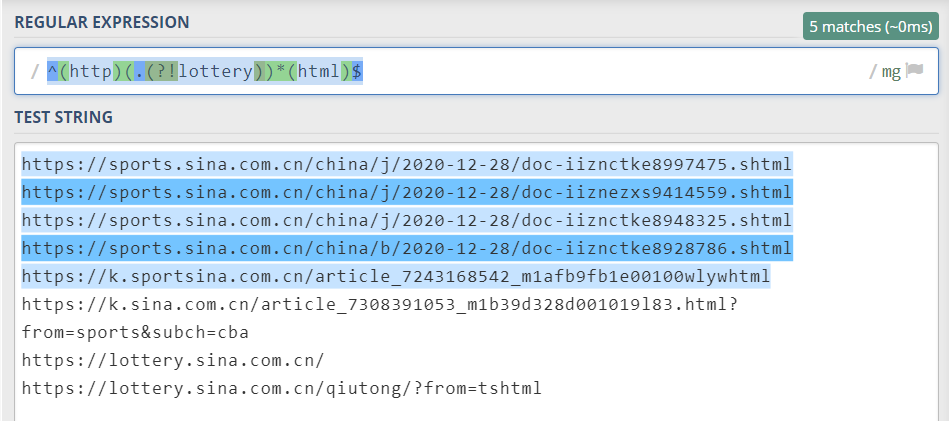 REGULAR EXPRESSION
5 matches (~0ms)
/ ^(http)(.(?!lottery))*(html)$ / mg
TEST STRING
https://sports.sina.com.cn/china/j/2020-12-28/doc-iiznctke8997475.shtml
https://sports.sina.com.cn/china/j/2020-12-28/doc-iiznezxs9414559.shtml
https://sports.sina.com.cn/china/j/2020-12-28/doc-iiznctke8948325.shtml
https://sports.sina.com.cn/china/b/2020-12-28/doc-iiznctke8928786.shtml
https://k.sportsina.com.cn/article_7243168542_m1afb9fb1e00100wlywhtml
https://k.sina.com.cn/article_7308391053_m1b39d328d001019l83.html?
from=sports&subch=cba
https://lottery.sina.com.cn/
https://lottery.sina.com.cn/qiutong/?from=tshtml